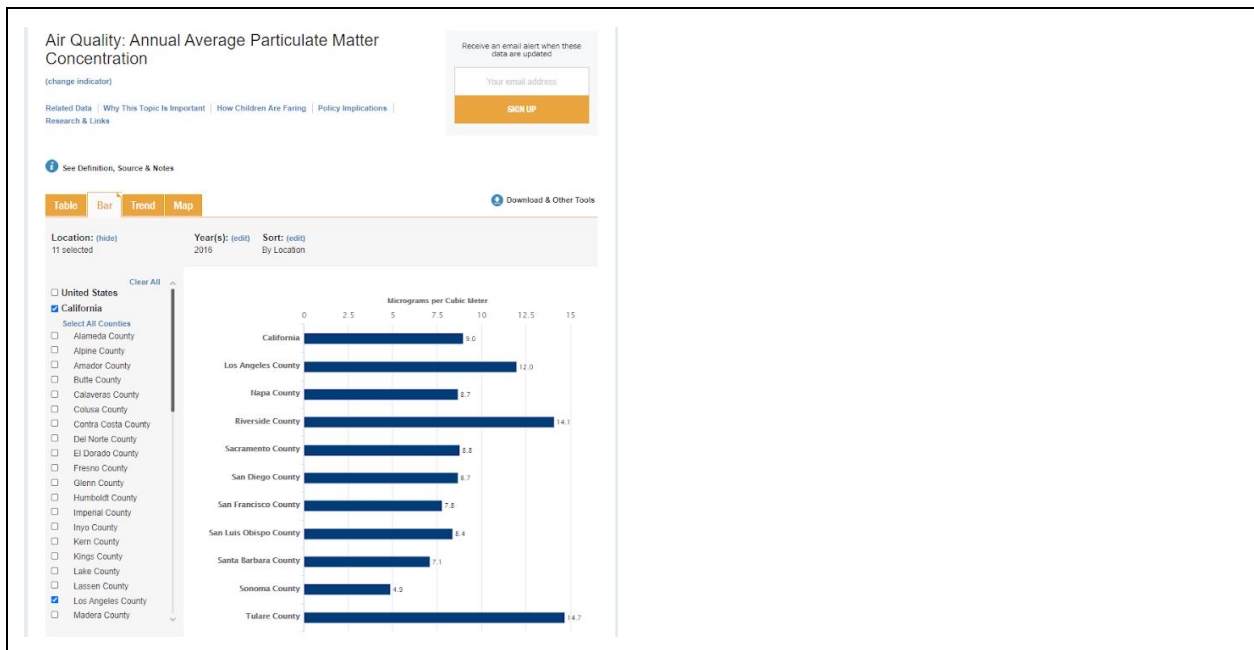 Air Quality: Annual Average Particulate Matter
Concentration
(change indicator)
Related Data | Why This Topic Is Important | How Children Are Faring | Policy Implications |
Research & Links
Receive an email alert when these
data are updated
Your email address
SIGN UP
See Definition, Source & Notes
Table Bar Trend Map
Download & Other Tools
Location: (hide)
11 selected
Year(s): (edit)
2016
Sort: (edit)
By Location
Clear All
United States
California
Select All Counties
Alameda County
Alpine County
Amador County
Butte County
Calaveras County
Colusa County
Contra Costa County
Del Norte County
El Dorado County
Fresno County
Glenn County
Humboldt County
Imperial County
Inyo County
Kern County
Kings County
Lake County
Lassen County
Los Angeles County
Madera County
Micrograms per Cubic Meter
0 2.5 5 7.5 10 12.5 15
California 9.0
Los Angeles County 12.0
Napa County 8.7
Riverside County 14.1
Sacramento County 8.8
San Diego County 8.7
San Francisco County 7.8
San Luis Obispo County 8.4
Santa Barbara County 7.1
Sonoma County 4.9
Tulare County 14.7